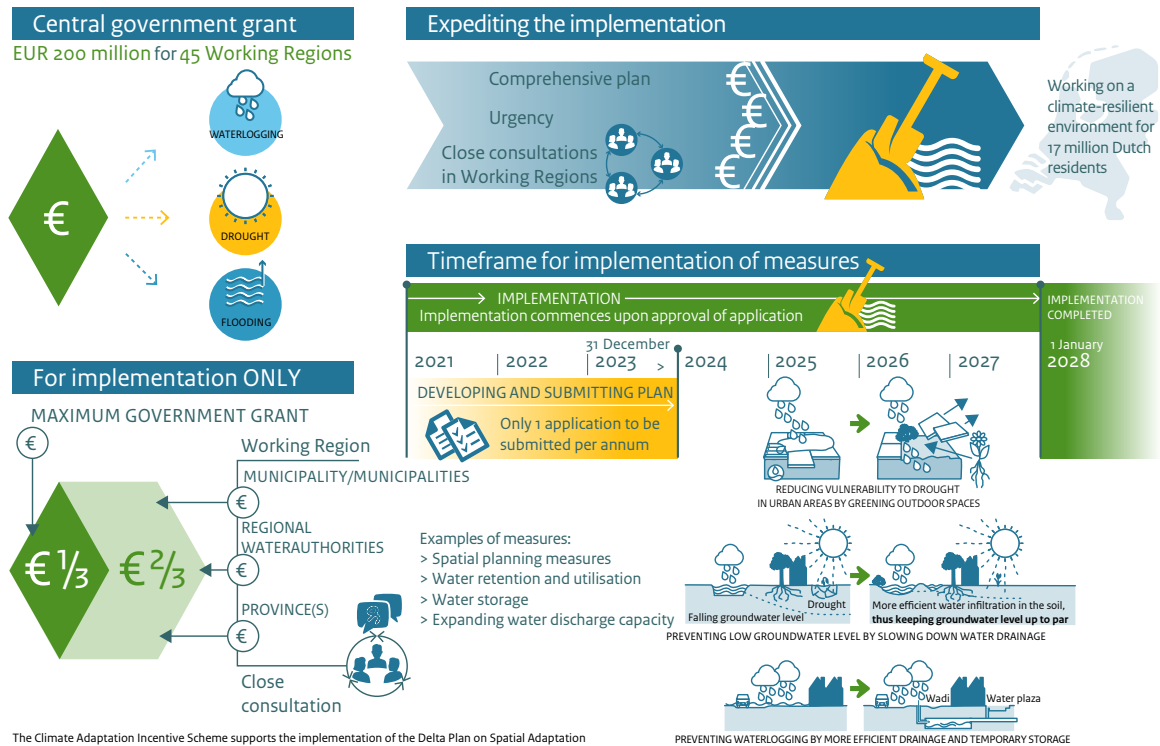 Central government grant
EUR 200 million for 45 Working Regions
€
WATERLOGGING
DROUGHT
FLOODING
Expediting the implementation
Comprehensive plan
Urgency
Close consultations
in Working Regions
€
€
€
€
Working on a
climate-resilient
environment for
17 million Dutch
residents
Timeframe for implementation of measures
IMPLEMENTATION
Implementation commences upon approval of application
IMPLEMENTATION
COMPLETED
1 January
2028
31 December
2021 | 2022 | 2023 > 2024 | 2025 | 2026 | 2027
DEVELOPING AND SUBMITTING PLAN
Only 1 application to be
submitted per annum
REDUCING VULNERABILITY TO DROUGHT
IN URBAN AREAS BY GREENING OUTDOOR SPACES
For implementation ONLY
MAXIMUM GOVERNMENT GRANT
€
Working Region
MUNICIPALITY/MUNICIPALITIES
€
REGIONAL
WATERAUTHORITIES
€ 1/3
€ 2/3
€
PROVINCE(S)
€
Close
consultation
Examples of measures:
> Spatial planning measures
> Water retention and utilisation
> Water storage
> Expanding water discharge capacity
Falling groundwater level
Drought
More efficient water infiltration in the soil,
thus keeping groundwater level up to par
PREVENTING LOW GROUNDWATER LEVEL BY SLOWING DOWN WATER DRAINAGE
Wadi
Water plaza
PREVENTING WATERLOGGING BY MORE EFFICIENT DRAINAGE AND TEMPORARY STORAGE
The Climate Adaptation Incentive Scheme supports the implementation of the Delta Plan on Spatial Adaptation